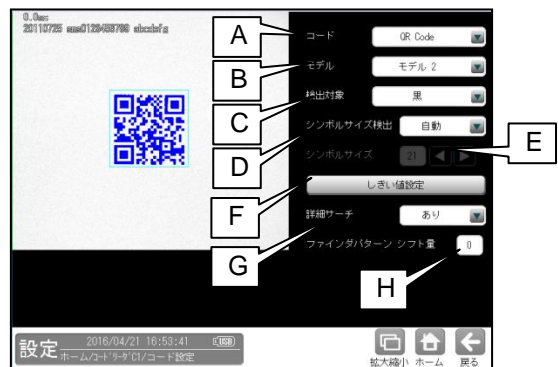 0.0ms
20110725 aaa0123456789 abcdefg
A
コード
QR Code
B
モデル
モデル 2
C
検出対象
黒
D
シンボルサイズ検出
自動
E
シンボルサイズ
21
F
しきい値設定
G
詳細サーチ
あり
ファインダパターン シフト量
0
H
設定
2016/04/21 16:53:41
USB
ホーム/コードリーダC1/コード設定
拡大縮小
ホーム
戻る